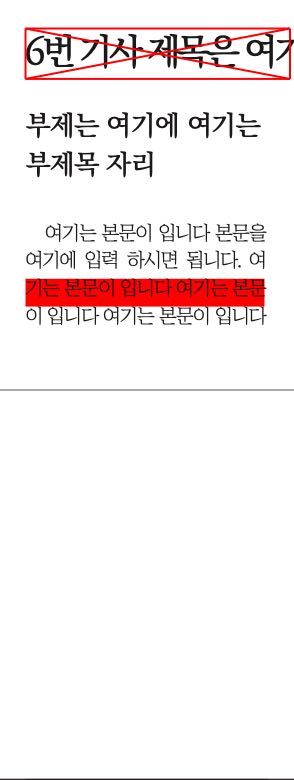 6번 기사 제목은 여기
부제는 여기에 여기는
부제목 자리
여기는 본문이 입니다 본문을
여기에 입력 하시면 됩니다. 여
기는 본문이 입니다 여기는 본문
이 입니다 여기는 본문이 입니다